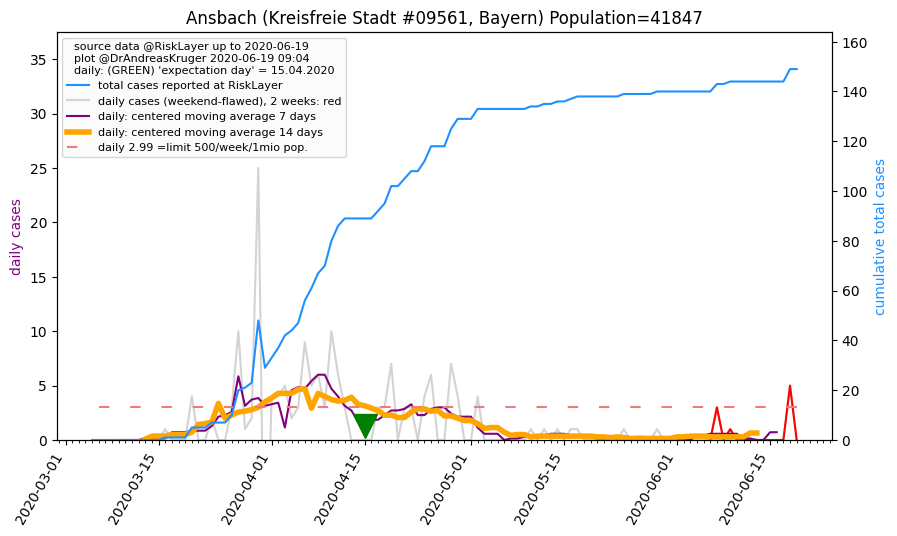 Ansbach (Kreisfreie Stadt #09561, Bayern) Population=41847
source data @RiskLayer up to 2020-06-19
plot @DrAndreasKruger 2020-06-19 09:04
daily: (GREEN) 'expectation day' = 15.04.2020
total cases reported at RiskLayer
daily cases (weekend-flawed), 2 weeks: red
daily: centered moving average 7 days
daily: centered moving average 14 days
daily 2.99 =limit 500/week/1mio pop.
daily cases
35
30
25
20
15
10
5
0
160
140
120
100
80
60
40
20
0
cumulative total cases
2020-03-01
2020-03-15
2020-04-01
2020-04-15
2020-05-01
2020-05-15
2020-06-01
2020-06-15